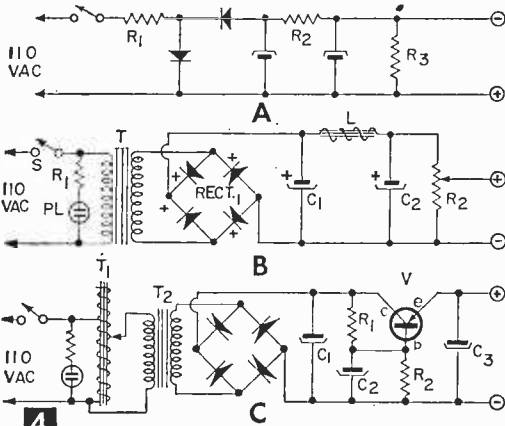 R1 R2 −
110 VAC R3
A +
T L
S R1 + + +
110 VAC PL RECT.1 C1 C2 R2 +
+ +
B −
T1 V
T2 c e +
110 VAC C1 R1 b C3
C2 R2
4 C −